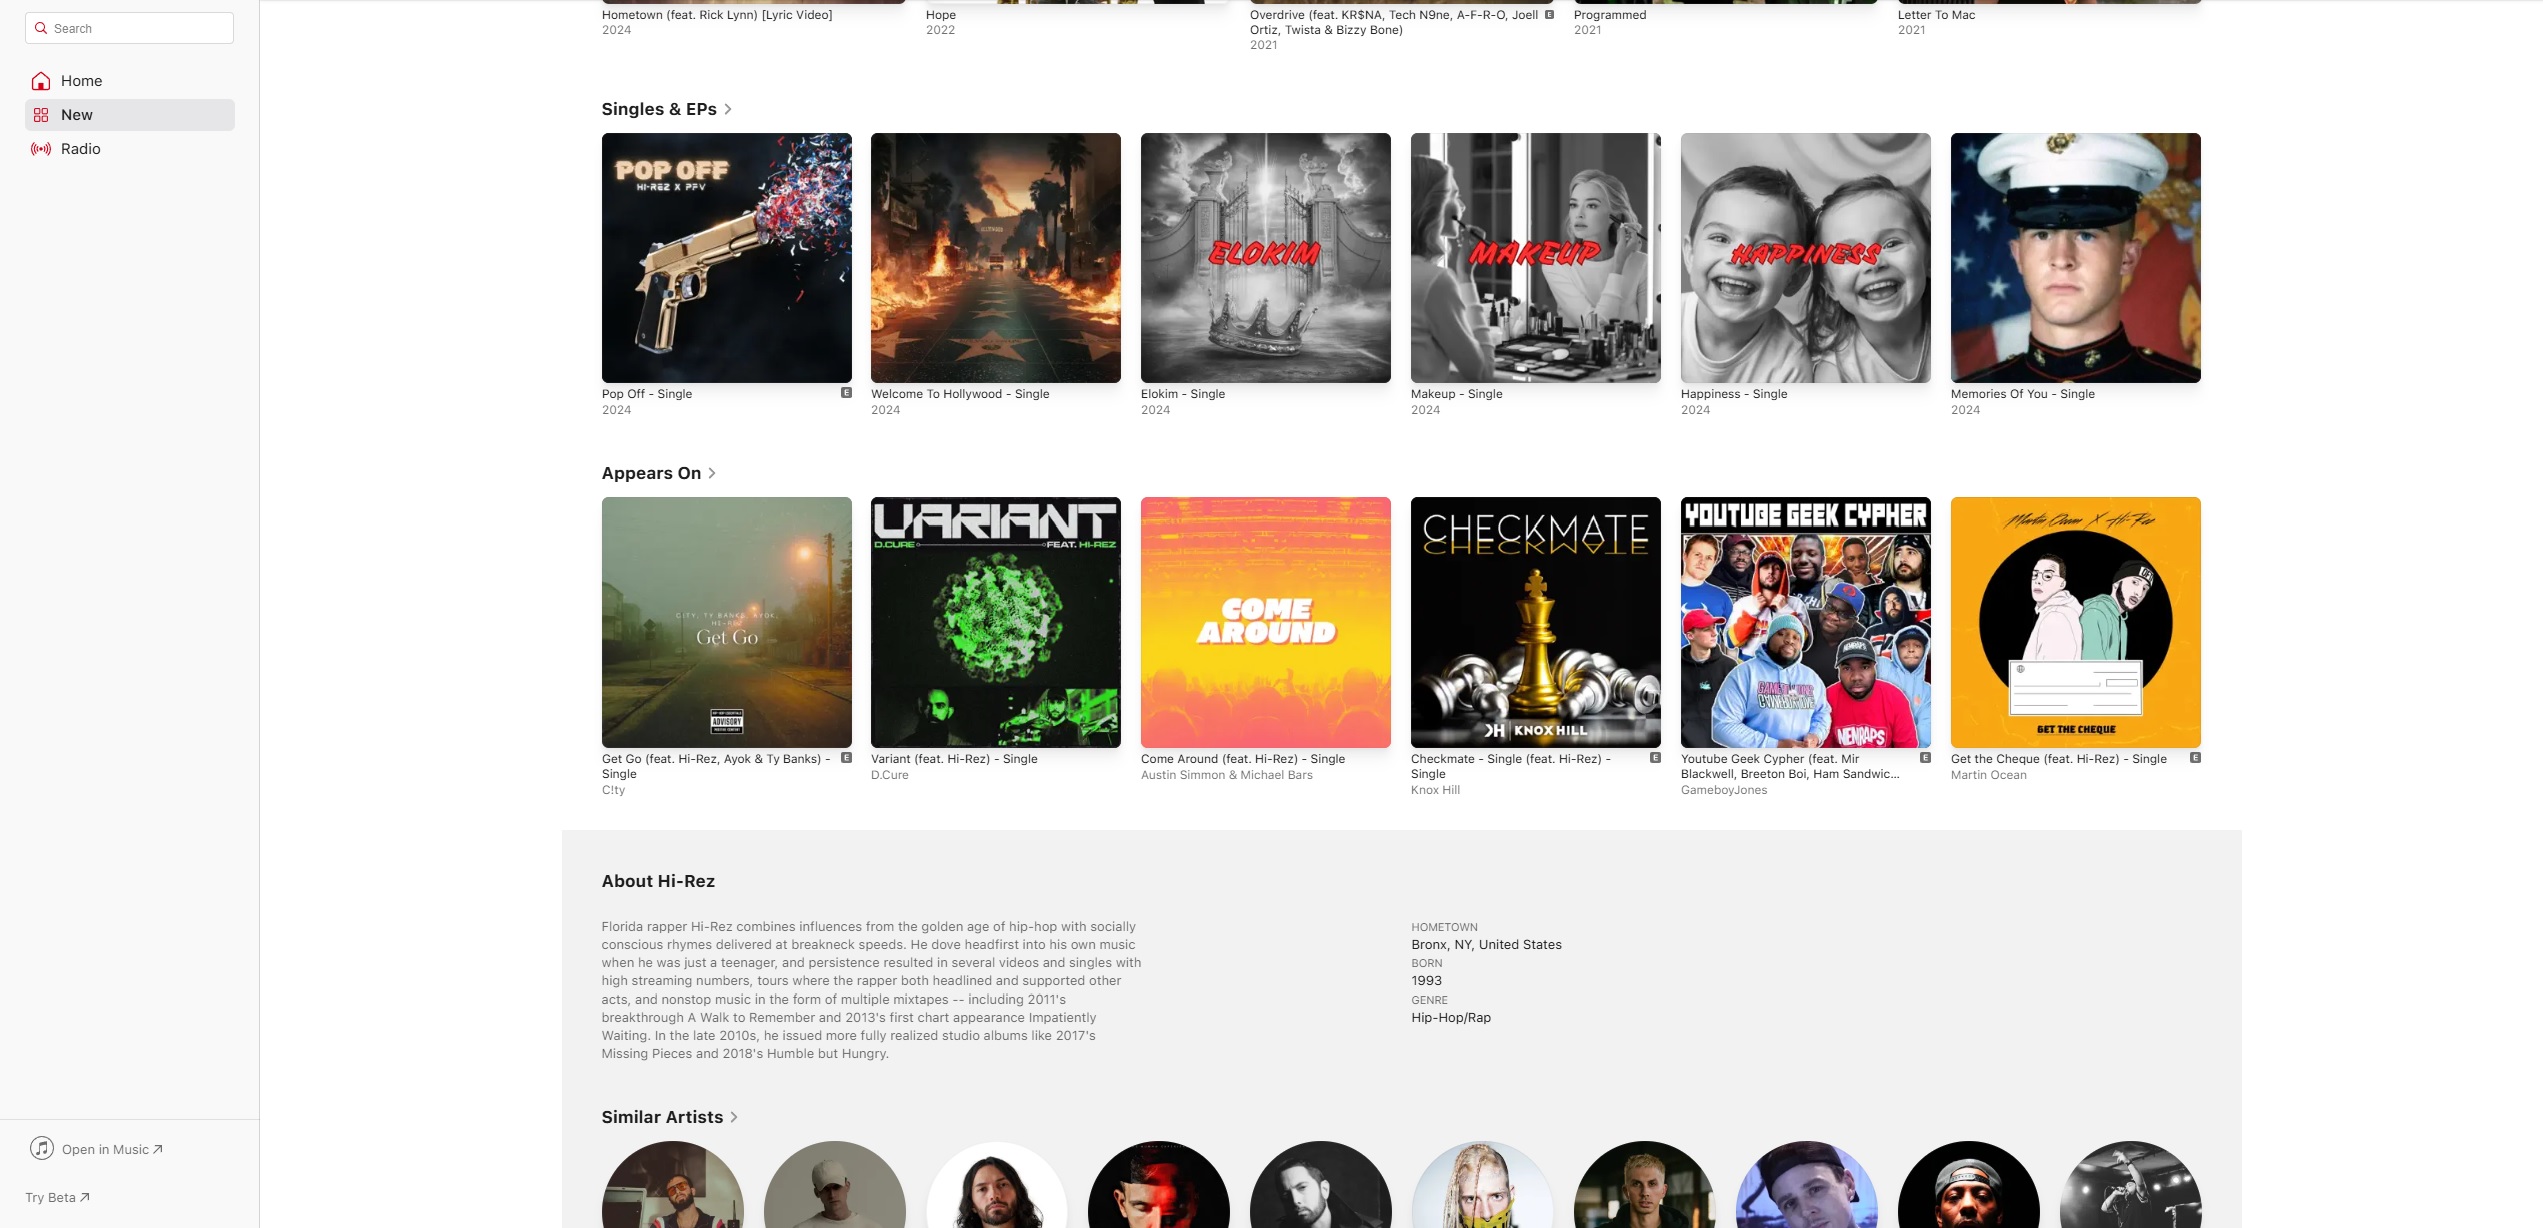 Search
Home
New
Radio
Open in Music
Try Beta
Hometown (feat. Rick Lynn) [Lyric Video]
2024
Hope
2022
Overdrive (feat. KR$NA, Tech N9ne, A-F-R-O, Joell
Ortiz, Twista & Bizzy Bone)
E
2021
Programmed
2021
Letter To Mac
2021
Singles & EPs
POP OFF
HI-REZ X PFV
HOLLYWOOD
ELOKIM
MAKEUP
HAPPINESS
Pop Off - Single
E
2024
Welcome To Hollywood - Single
2024
Elokim - Single
2024
Makeup - Single
2024
Happiness - Single
2024
Memories Of You - Single
2024
Appears On
C!TY, TY BANKS, AYOK,
HI-REZ
Get Go
ADVISORY
VARIANT
D.CURE
FEAT. HI-REZ
COME
AROUND
CHECKMATE
CHECKMATE
KH KNOX HILL
YOUTUBE GEEK CYPHER
NEMRAPS
Martin Ocean X Hi-Rez
GET THE CHEQUE
Get Go (feat. Hi-Rez, Ayok & Ty Banks) -
Single
E
C!ty
Variant (feat. Hi-Rez) - Single
D.Cure
Come Around (feat. Hi-Rez) - Single
Austin Simmon & Michael Bars
Checkmate - Single (feat. Hi-Rez) -
Single
E
Knox Hill
Youtube Geek Cypher (feat. Mir
Blackwell, Breeton Boi, Ham Sandwic...
E
GameboyJones
Get the Cheque (feat. Hi-Rez) - Single
E
Martin Ocean
About Hi-Rez
Florida rapper Hi-Rez combines influences from the golden age of hip-hop with socially
conscious rhymes delivered at breakneck speeds. He dove headfirst into his own music
when he was just a teenager, and persistence resulted in several videos and singles with
high streaming numbers, tours where the rapper both headlined and supported other
acts, and nonstop music in the form of multiple mixtapes -- including 2011's
breakthrough A Walk to Remember and 2013's first chart appearance Impatiently
Waiting. In the late 2010s, he issued more fully realized studio albums like 2017's
Missing Pieces and 2018's Humble but Hungry.
HOMETOWN
Bronx, NY, United States
BORN
1993
GENRE
Hip-Hop/Rap
Similar Artists